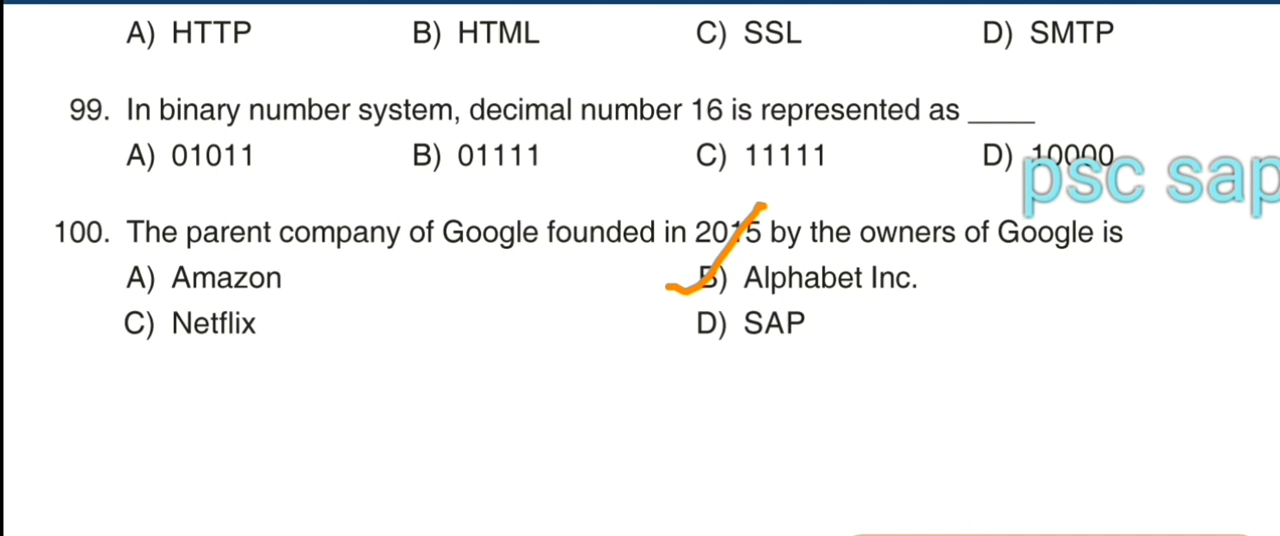 A) HTTP B) HTML C) SSL D) SMTP
99. In binary number system, decimal number 16 is represented as _____
A) 01011 B) 01111 C) 11111 D) 10000
psc sap
100. The parent company of Google founded in 2015 by the owners of Google is
A) Amazon B) Alphabet Inc.
C) Netflix D) SAP